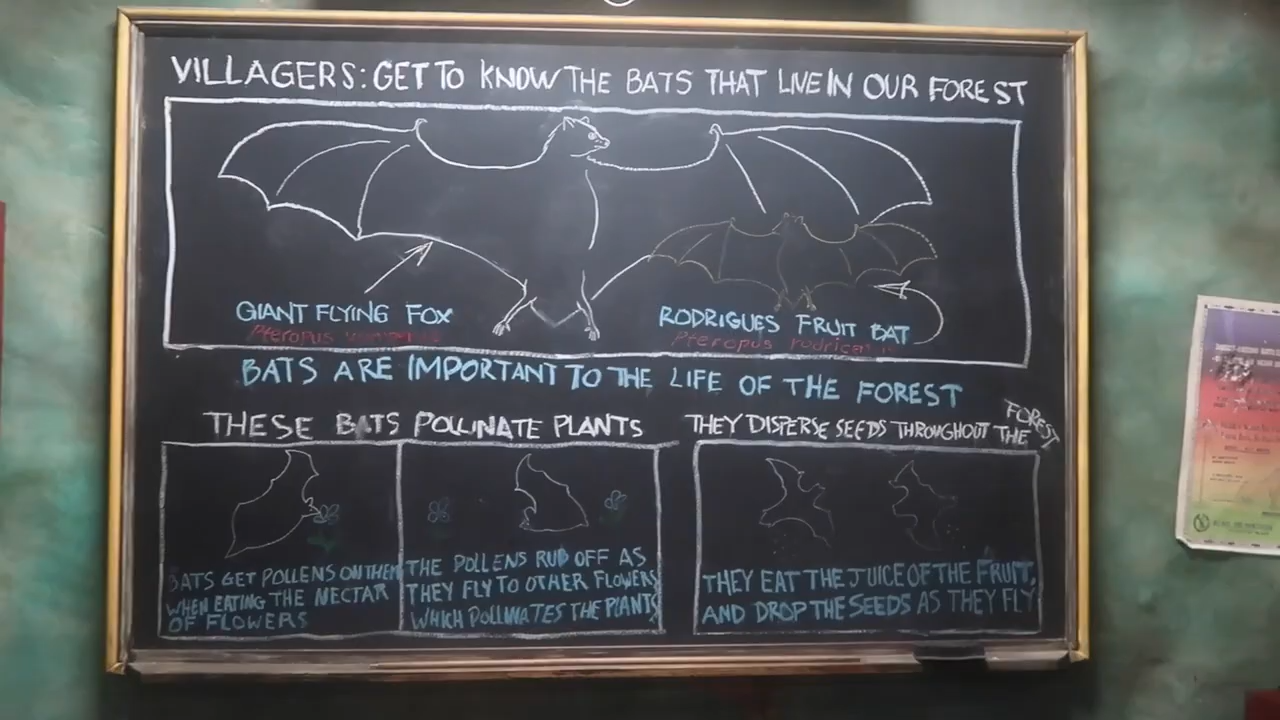 VILLAGERS: GET TO KNOW THE BATS THAT LIVE IN OUR FOREST
GIANT FLYING FOX
Pteropus
RODRIGUES FRUIT BAT
Pteropus
BATS ARE IMPORTANT TO THE LIFE OF THE FOREST
THESE BATS POLLINATE PLANTS
BATS GET POLLENS ON THEM
WHEN EATING THE NECTAR
OF FLOWERS
THE POLLENS RUB OFF AS
THEY FLY TO OTHER FLOWERS
WHICH POLLINATES THE PLANTS
THEY DISPERSE SEEDS THROUGHOUT THE FOREST
THEY EAT THE JUICE OF THE FRUIT,
AND DROP THE SEEDS AS THEY FLY